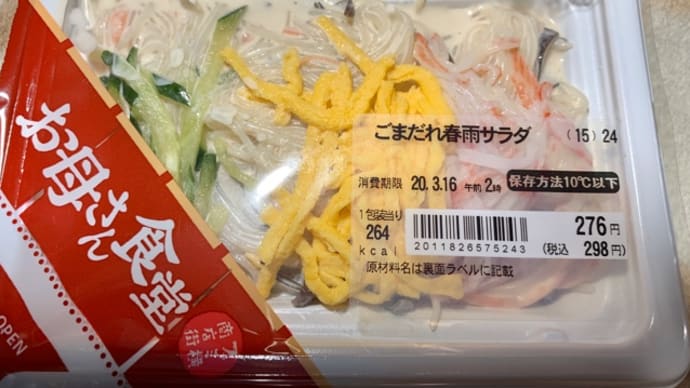 お母さん
食堂
OPEN
ごまだれ春雨サラダ (15) 24
消費期限 20.3.16 午前2時 保存方法10℃以下
1包装当り
264
kcal
2011826575243
276円
(税込 298円)
原材料名は裏面ラベルに記載
商店街